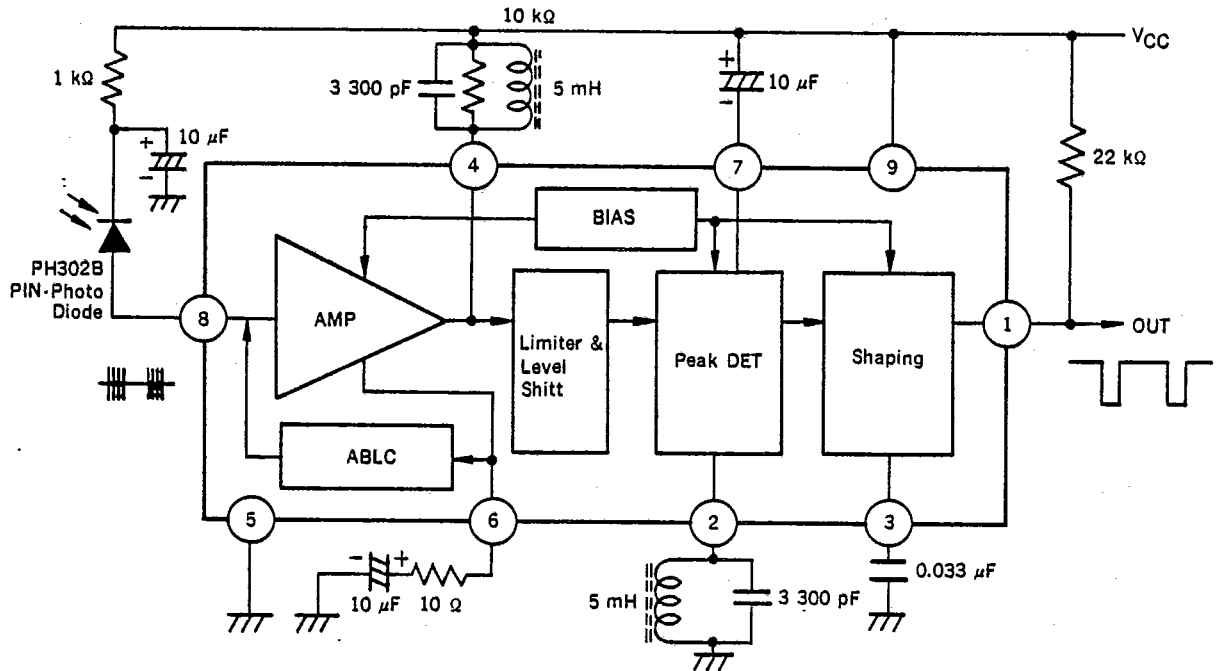 10 kΩ
VCC
1 kΩ
3 300 pF
5 mH
+
10 μF
-
22 kΩ
+
10 μF
-
4
7
9
BIAS
PH302B
PIN-Photo
Diode
8
AMP
Limiter &
Level
Shitt
Peak DET
Shaping
1
OUT
ABLC
5
6
2
3
- +
10 μF
10 Ω
5 mH
3 300 pF
0.033 μF